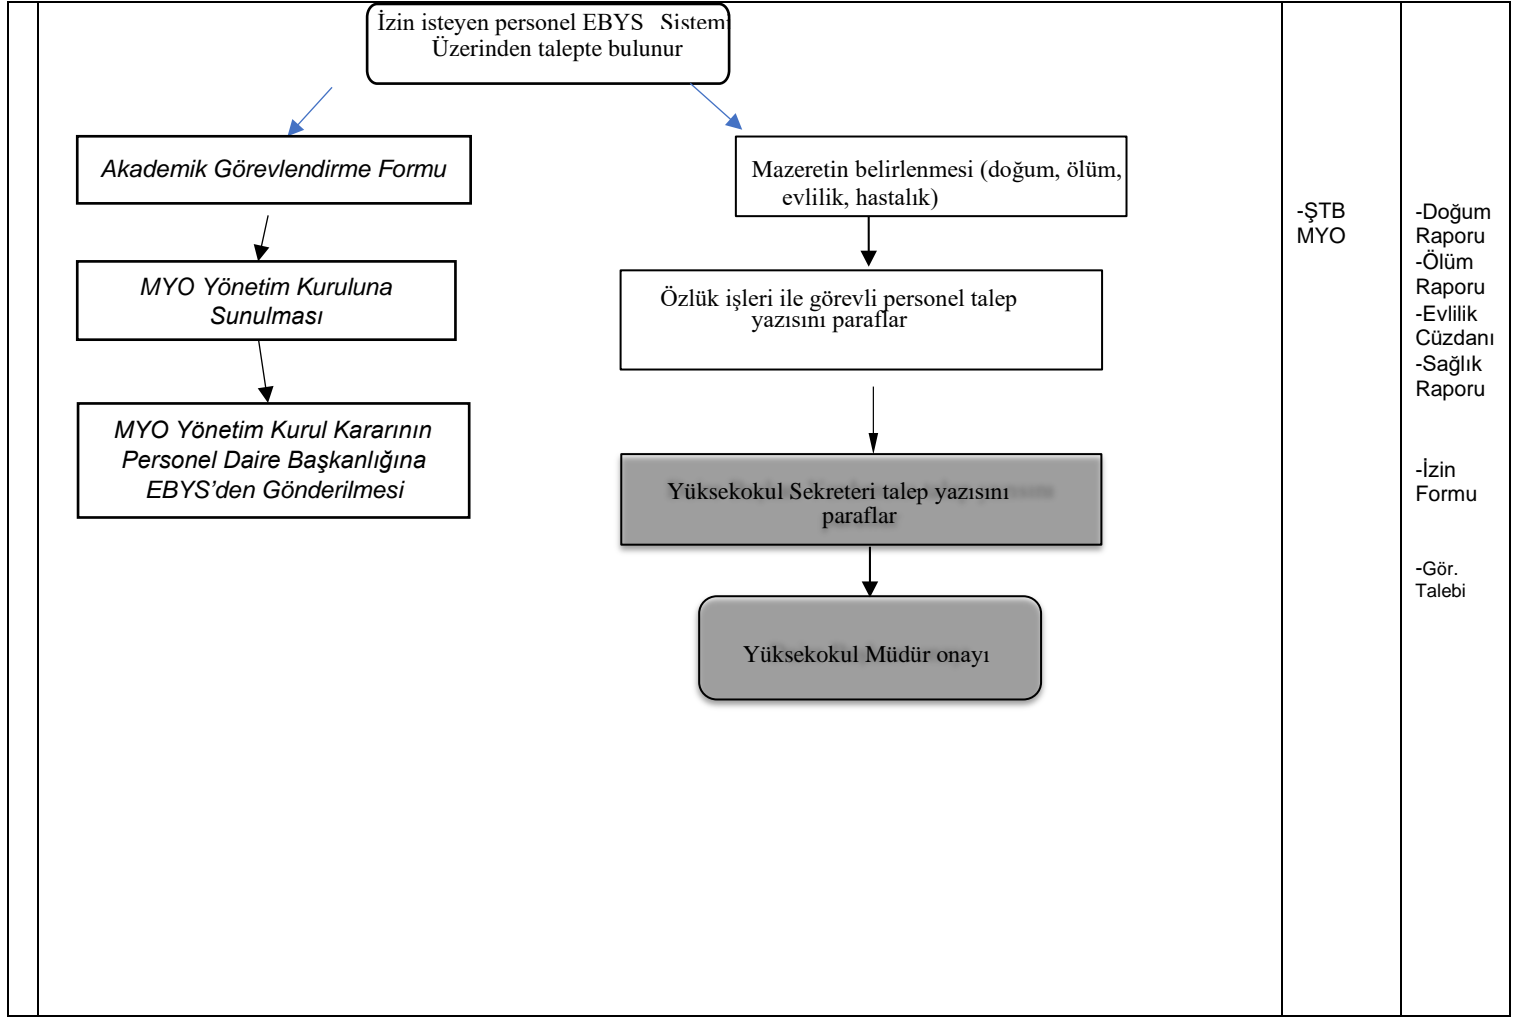 İzin isteyen personel EBYS Sistemi
Üzerinden talepte bulunur
Akademik Görevlendirme Formu
MYO Yönetim Kuruluna
Sunulması
MYO Yönetim Kurul Kararının
Personel Daire Başkanlığına
EBYS’den Gönderilmesi
Mazeretin belirlenmesi (doğum, ölüm,
evlilik, hastalık)
Özlük işleri ile görevli personel talep
yazısını paraflar
Yüksekokul Sekreteri talep yazısını
paraflar
Yüksekokul Müdür onayı
-ŞTB
MYO
-Doğum
Raporu
-Ölüm
Raporu
-Evlilik
Cüzdanı
-Sağlık
Raporu
-İzin
Formu
-Gör.
Talebi